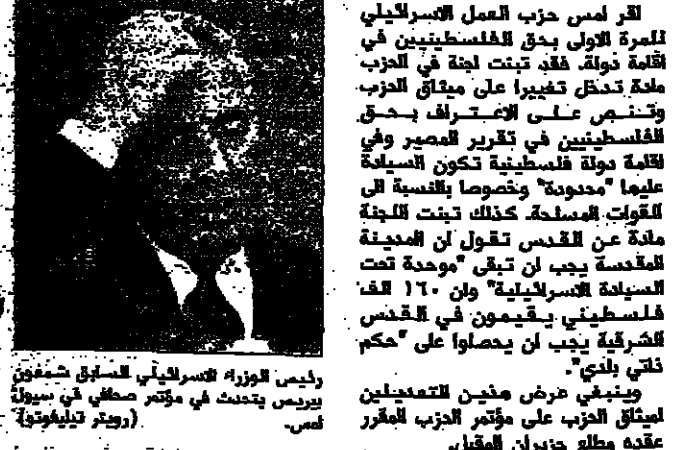 اقر امس حزب العمل الاسرائيلي
للمرة الاولى بحق الفلسطينيين في
اقامة دولة. فقد تبنت لجنة في الحزب
مادة تدخل تغييرا على ميثاق الحزب
وتنص على الاعتراف بحق
الفلسطينيين في تقرير المصير وفي
اقامة دولة فلسطينية تكون السيادة
عليها "محدودة" وخصوصا بالنسبة الى
القوات المسلحة. كذلك تبنت اللجنة
مادة عن القدس تقول ان المدينة
المقدسة يجب ان تبقى "موحدة تحت
السيادة الاسرائيلية" وان ١٦٠ الف
فلسطيني يقيمون في القدس
الشرقية يجب ان يحصلوا على "حكم
ذاتي بلدي".
وينبغي عرض هذين التعديلين
لميثاق الحزب على مؤتمر الحزب المقرر
عقده مطلع حزيران المقبل.
رئيس الوزراء الاسرائيلي السابق شمعون
بيريس يتحدث في مؤتمر صحافي في سيول
امس. (رويتر تيليفوتو)